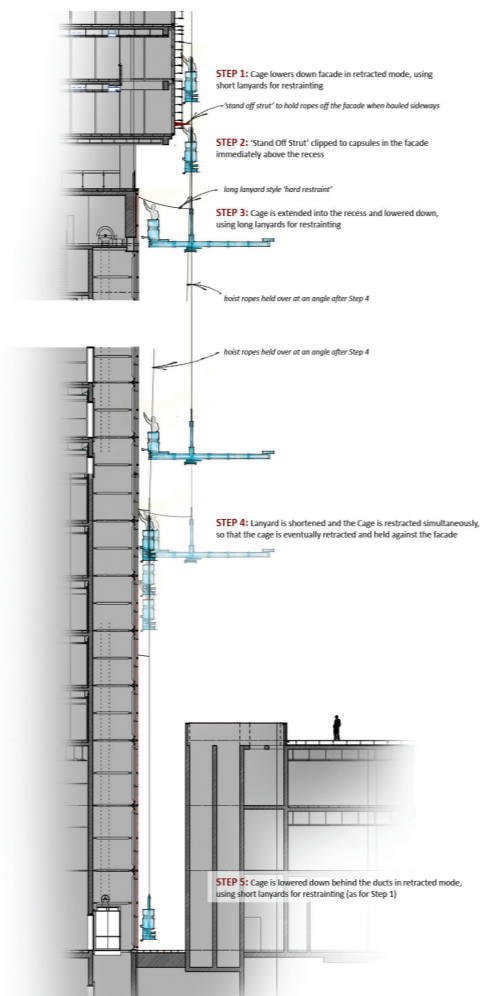 STEP 1: Cage lowers down facade in retracted mode, using
short lanyards for restrainting
'stand off strut' to hold ropes off the facade when hauled sideways
STEP 2: 'Stand Off Strut' clipped to capsules in the facade
immediately above the recess
long lanyard style 'hard restraint'
STEP 3: Cage is extended into the recess and lowered down,
using long lanyards for restrainting
hoist ropes held over at an angle after Step 4
hoist ropes held over at an angle after Step 4
STEP 4: Lanyard is shortened and the Cage is restracted simultaneously,
so that the cage is eventually retracted and held against the facade
STEP 5: Cage is lowered down behind the ducts in retracted mode,
using short lanyards for restrainting (as for Step 1)